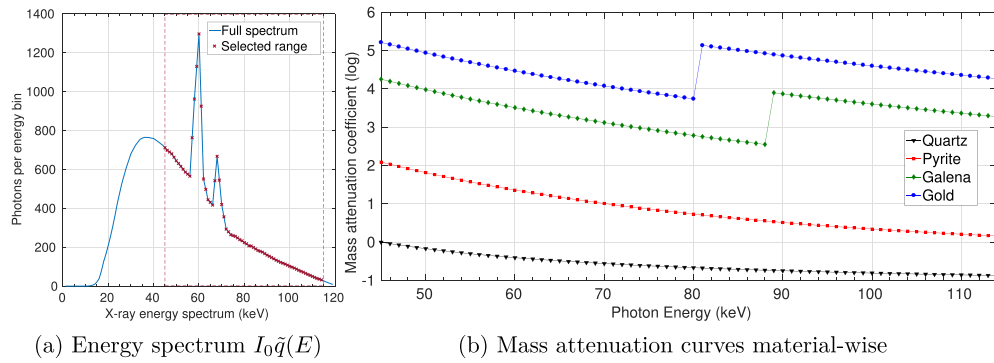 1400
1200
1000
800
600
400
200
0
0 20 40 60 80 100 120
Photons per energy bin
X-ray energy spectrum (keV)
Full spectrum
Selected range
(a) Energy spectrum I₀q̃(E)
6
5
4
3
2
1
0
-1
50 60 70 80 90 100 110
Mass attenuation coefficient (log)
Photon Energy (keV)
Quartz
Pyrite
Galena
Gold
(b) Mass attenuation curves material-wise